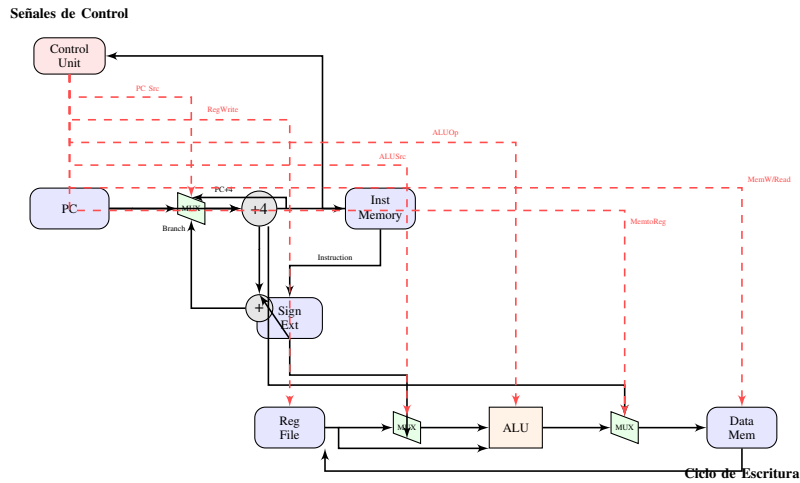 Señales de Control
Control
Unit
PC Src
RegWrite
ALUOp
ALUSrc
MemW/Read
PC+4
PC
MUX
+4
Inst
Memory
MemtoReg
Branch
Instruction
+
Sign
Ext
Reg
File
MUX
ALU
MUX
Data
Mem
Ciclo de Escritura